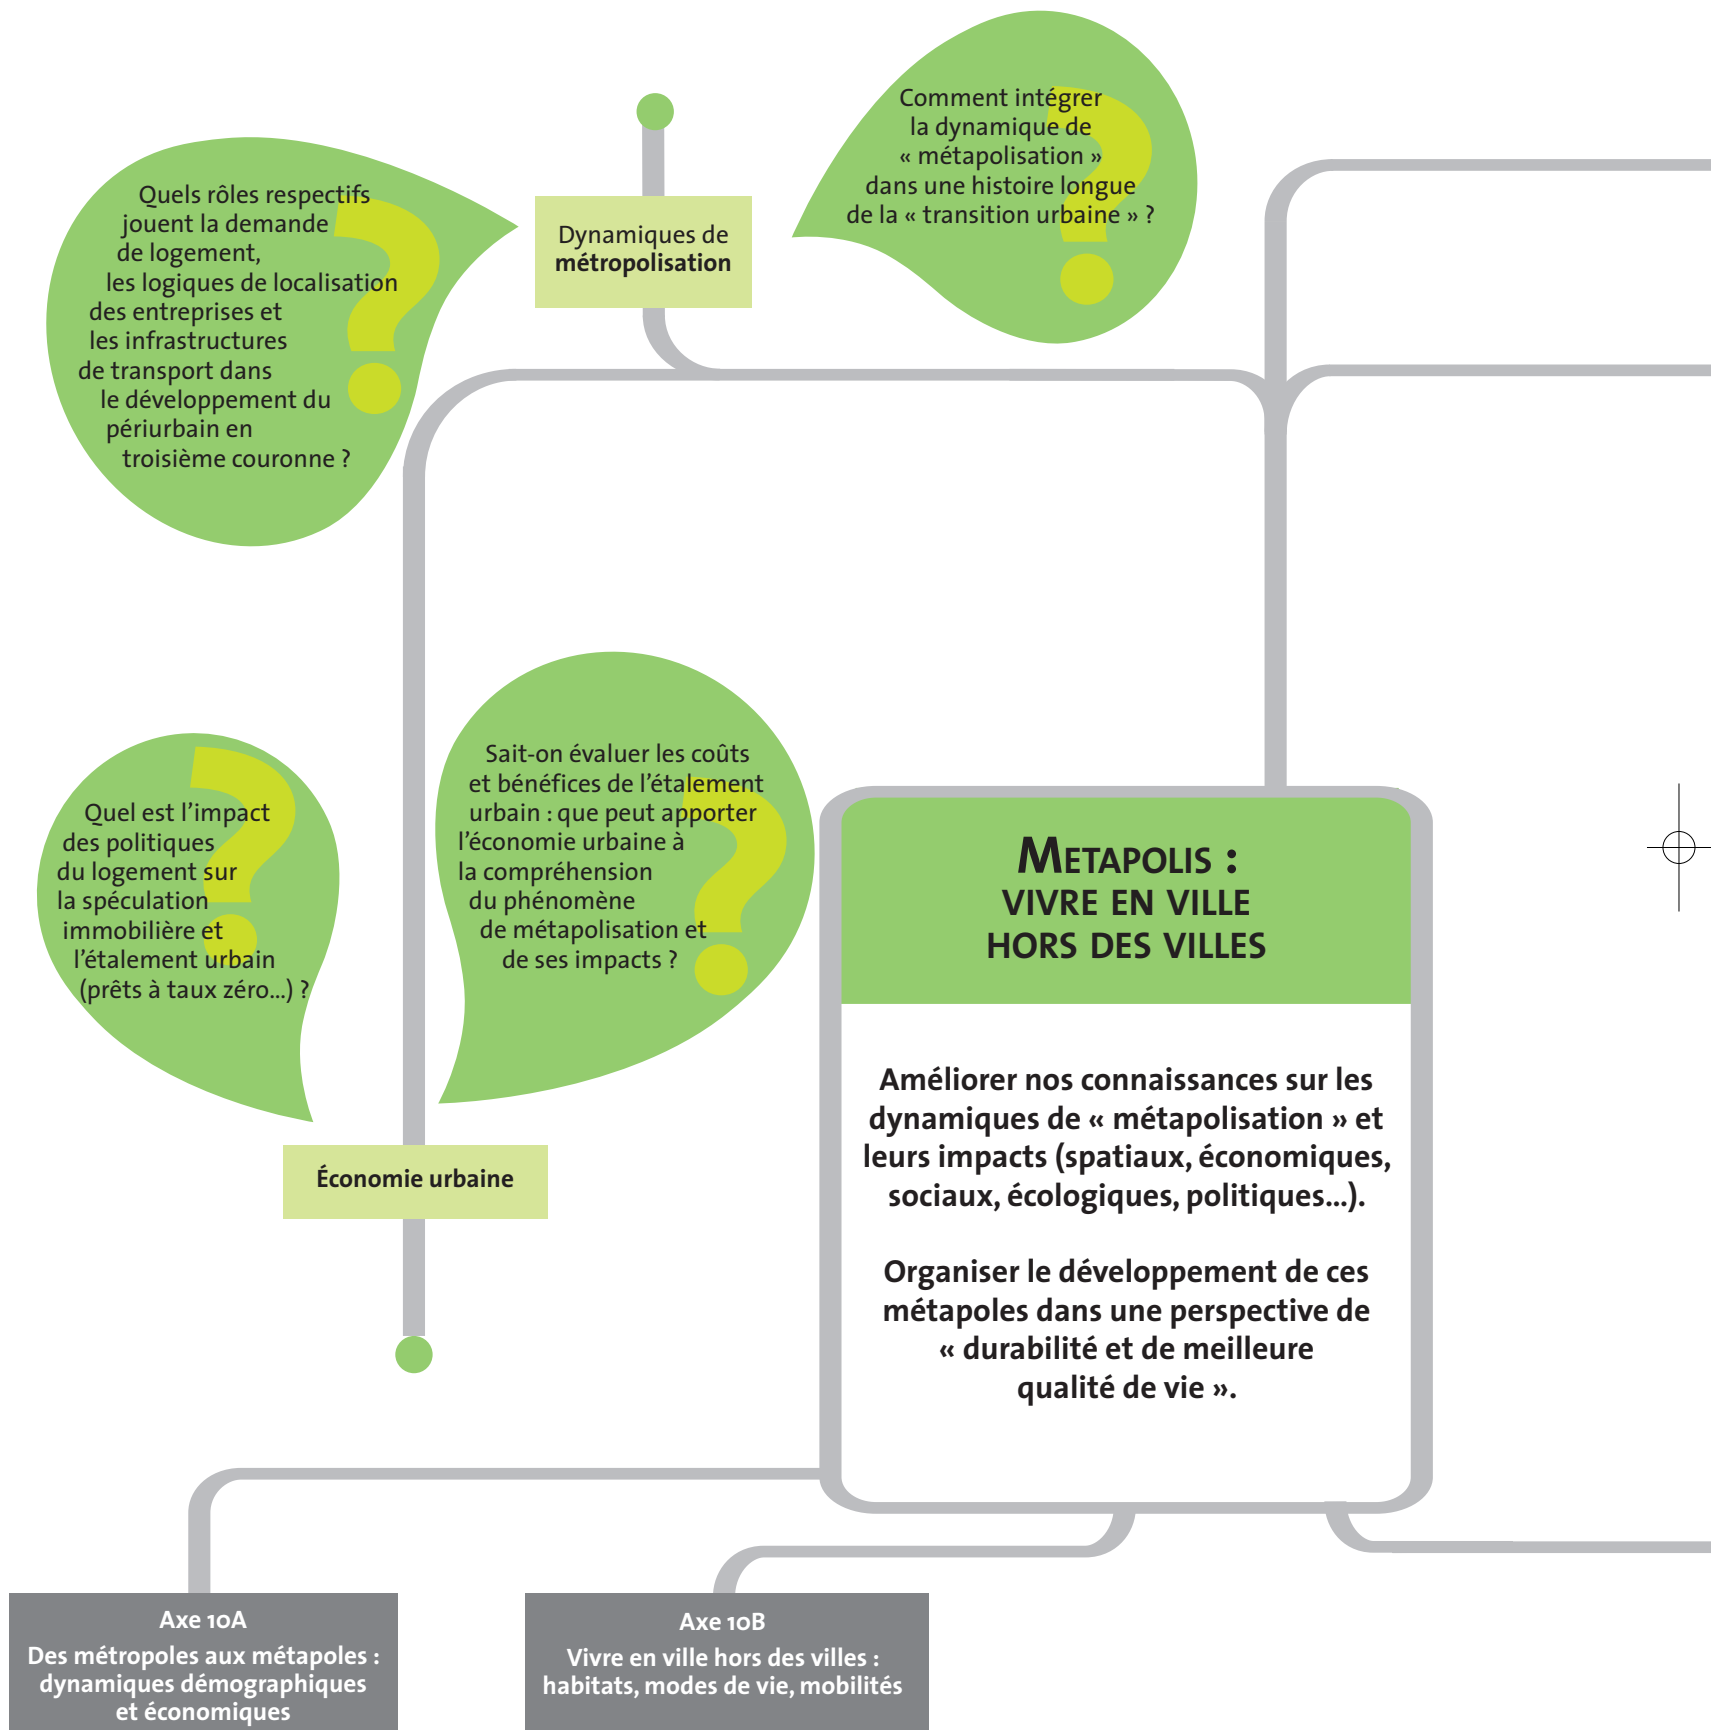 Comment intégrer
la dynamique de
« métapolisation »
dans une histoire longue
de la « transition urbaine » ?
Quels rôles respectifs
jouent la demande
de logement,
les logiques de localisation
des entreprises et
les infrastructures
de transport dans
le développement du
périurbain en
troisième couronne ?
Dynamiques de
métropolisation
Sait-on évaluer les coûts
et bénéfices de l'étalement
urbain : que peut apporter
l'économie urbaine à
la compréhension
du phénomène
de métapolisation et
de ses impacts ?
Quel est l'impact
des politiques
du logement sur
la spéculation
immobilière et
l'étalement urbain
(prêts à taux zéro...) ?
Économie urbaine
METAPOLIS :
VIVRE EN VILLE
HORS DES VILLES
Améliorer nos connaissances sur les
dynamiques de « métapolisation » et
leurs impacts (spatiaux, économiques,
sociaux, écologiques, politiques...).
Organiser le développement de ces
métapoles dans une perspective de
« durabilité et de meilleure
qualité de vie ».
Axe 10A
Des métropoles aux métapoles :
dynamiques démographiques
et économiques
Axe 10B
Vivre en ville hors des villes :
habitats, modes de vie, mobilités